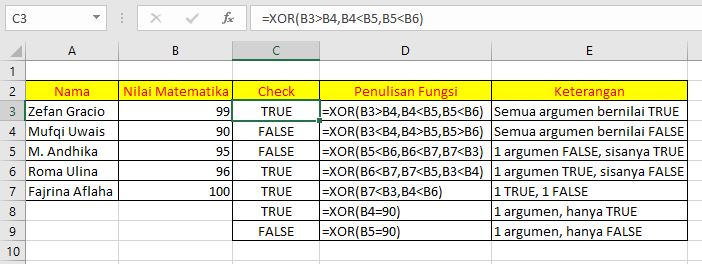 C3 =XOR(B3>B4,B4<B5,B5<B6)
A B C D E
1
2 Nama Nilai Matematika Check Penulisan Fungsi Keterangan
3 Zefan Gracio 99 TRUE =XOR(B3>B4,B4<B5,B5<B6) Semua argumen bernilai TRUE
4 Mufqi Uwais 90 FALSE =XOR(B3<B4,B4>B5,B5>B6) Semua argumen bernilai FALSE
5 M. Andhika 95 FALSE =XOR(B5<B6,B6<B7,B7<B3) 1 argumen FALSE, sisanya TRUE
6 Roma Ulina 96 TRUE =XOR(B6<B7,B7<B5,B3<B4) 1 argumen TRUE, sisanya FALSE
7 Fajrina Aflaha 100 TRUE =XOR(B7<B3,B4<B6) 1 TRUE, 1 FALSE
8 TRUE =XOR(B4=90) 1 argumen, hanya TRUE
9 FALSE =XOR(B5=90) 1 argumen, hanya FALSE
10